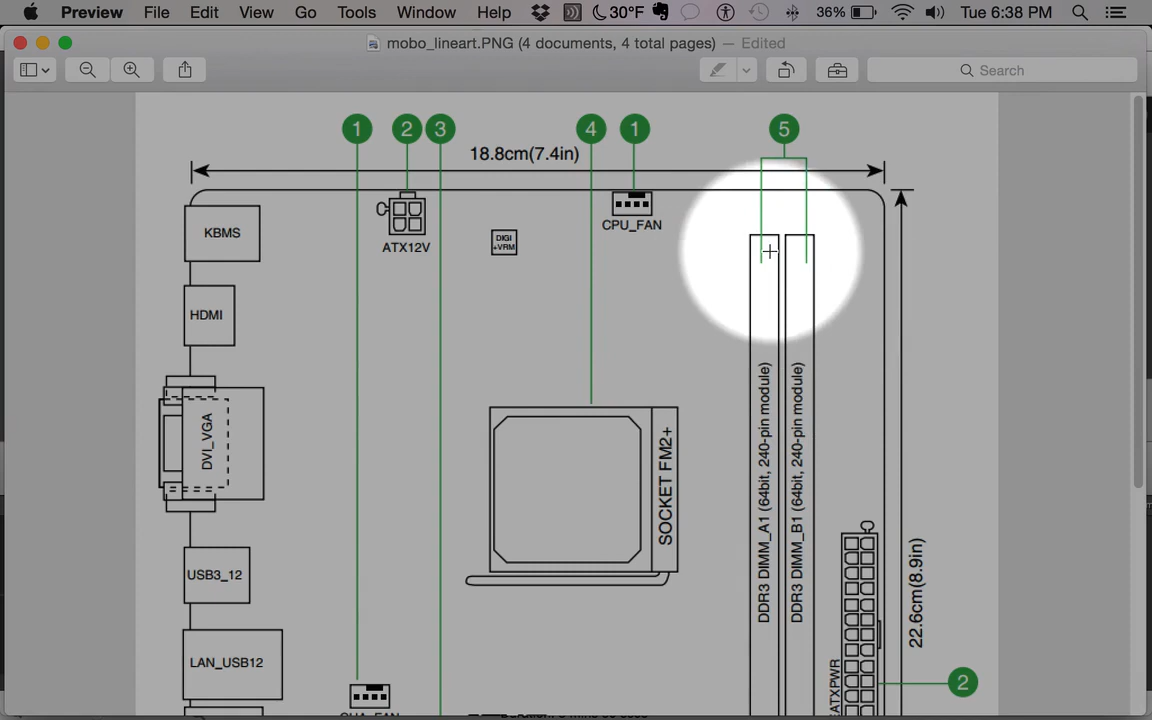 Preview File Edit View Go Tools Window Help 30°F 36% Tue 6:38 PM
mobo_lineart.PNG (4 documents, 4 total pages) — Edited
Search
1 2 3 4 1 5
18.8cm(7.4in)
KBMS
ATX12V
DIGI
+VRM
CPU_FAN
HDMI
DVI_VGA
SOCKET FM2+
DDR3 DIMM_A1 (64bit, 240-pin module)
DDR3 DIMM_B1 (64bit, 240-pin module)
22.6cm(8.9in)
USB3_12
LAN_USB12
EATXPWR
2